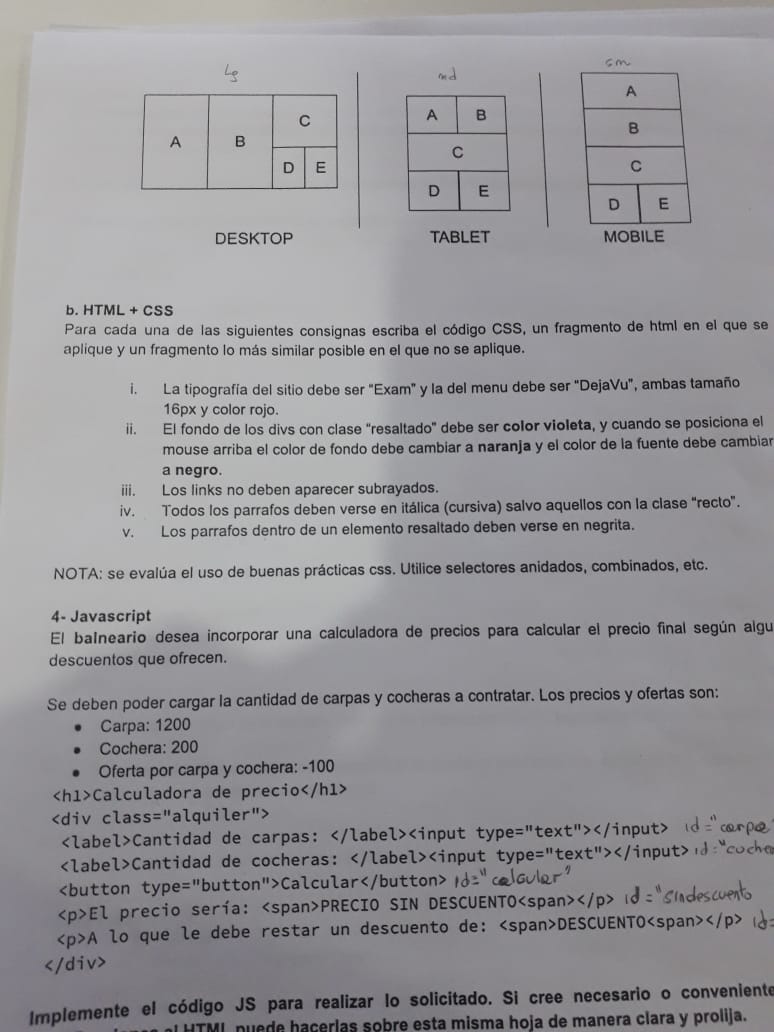 Lg
md
sm
A
B
C
D
E
A
B
C
D
E
A
B
C
D
E
DESKTOP
TABLET
MOBILE
b. HTML + CSS
Para cada una de las siguientes consignas escriba el código CSS, un fragmento de html en el que se
aplique y un fragmento lo más similar posible en el que no se aplique.
i. La tipografía del sitio debe ser "Exam" y la del menu debe ser "DejaVu", ambas tamaño
16px y color rojo.
ii. El fondo de los divs con clase "resaltado" debe ser color violeta, y cuando se posiciona el
mouse arriba el color de fondo debe cambiar a naranja y el color de la fuente debe cambiar
a negro.
iii. Los links no deben aparecer subrayados.
iv. Todos los parrafos deben verse en itálica (cursiva) salvo aquellos con la clase "recto".
v. Los parrafos dentro de un elemento resaltado deben verse en negrita.
NOTA: se evalúa el uso de buenas prácticas css. Utilice selectores anidados, combinados, etc.
4- Javascript
El balneario desea incorporar una calculadora de precios para calcular el precio final según algu
descuentos que ofrecen.
Se deben poder cargar la cantidad de carpas y cocheras a contratar. Los precios y ofertas son:
• Carpa: 1200
• Cochera: 200
• Oferta por carpa y cochera: -100
<h1>Calculadora de precio</h1>
<div class="alquiler">
<label>Cantidad de carpas: </label><input type="text"></input> id="carpa
<label>Cantidad de cocheras: </label><input type="text"></input> id="coche
<button type="button">Calcular</button> id="calcular"
<p>El precio sería: <span>PRECIO SIN DESCUENTO<span></p> id="sindescuento
<p>A lo que le debe restar un descuento de: <span>DESCUENTO<span></p> id=
</div>
Implemente el código JS para realizar lo solicitado. Si cree necesario o conveniente
al HTML puede hacerlas sobre esta misma hoja de manera clara y prolija.